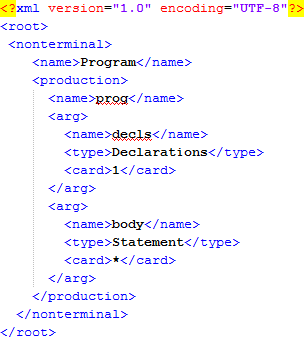 <?xml version="1.0" encoding="UTF-8"?>
<root>
<nonterminal>
<name>Program</name>
<production>
<name>prog</name>
<arg>
<name>decls</name>
<type>Declarations</type>
<card>1</card>
</arg>
<arg>
<name>body</name>
<type>Statement</type>
<card>*</card>
</arg>
</production>
</nonterminal>
</root>